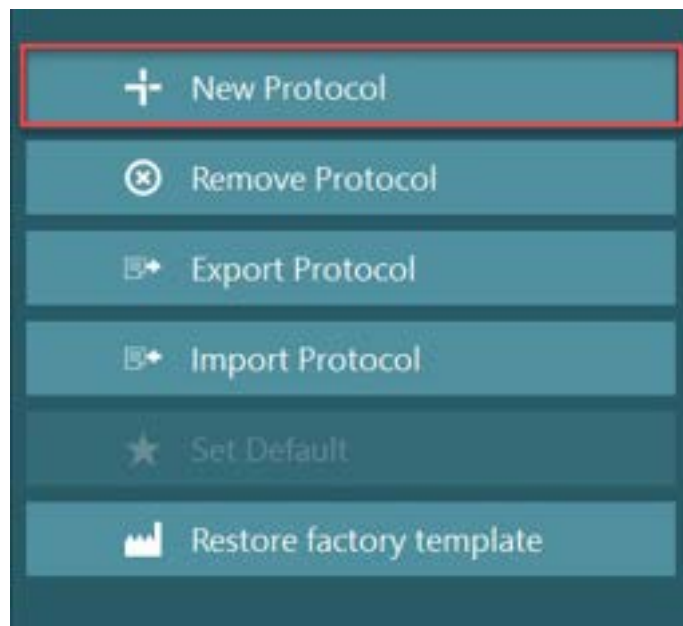 New Protocol
Remove Protocol
Export Protocol
Import Protocol
Set Default
Restore factory template